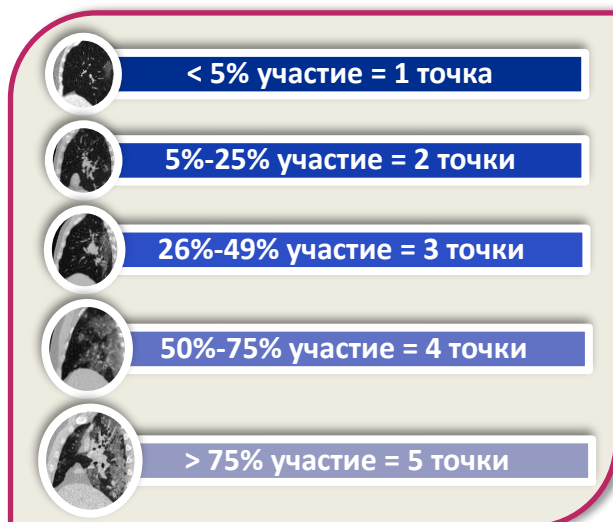 < 5% участие = 1 точка
5%-25% участие = 2 точки
26%-49% участие = 3 точки
50%-75% участие = 4 точки
> 75% участие = 5 точки